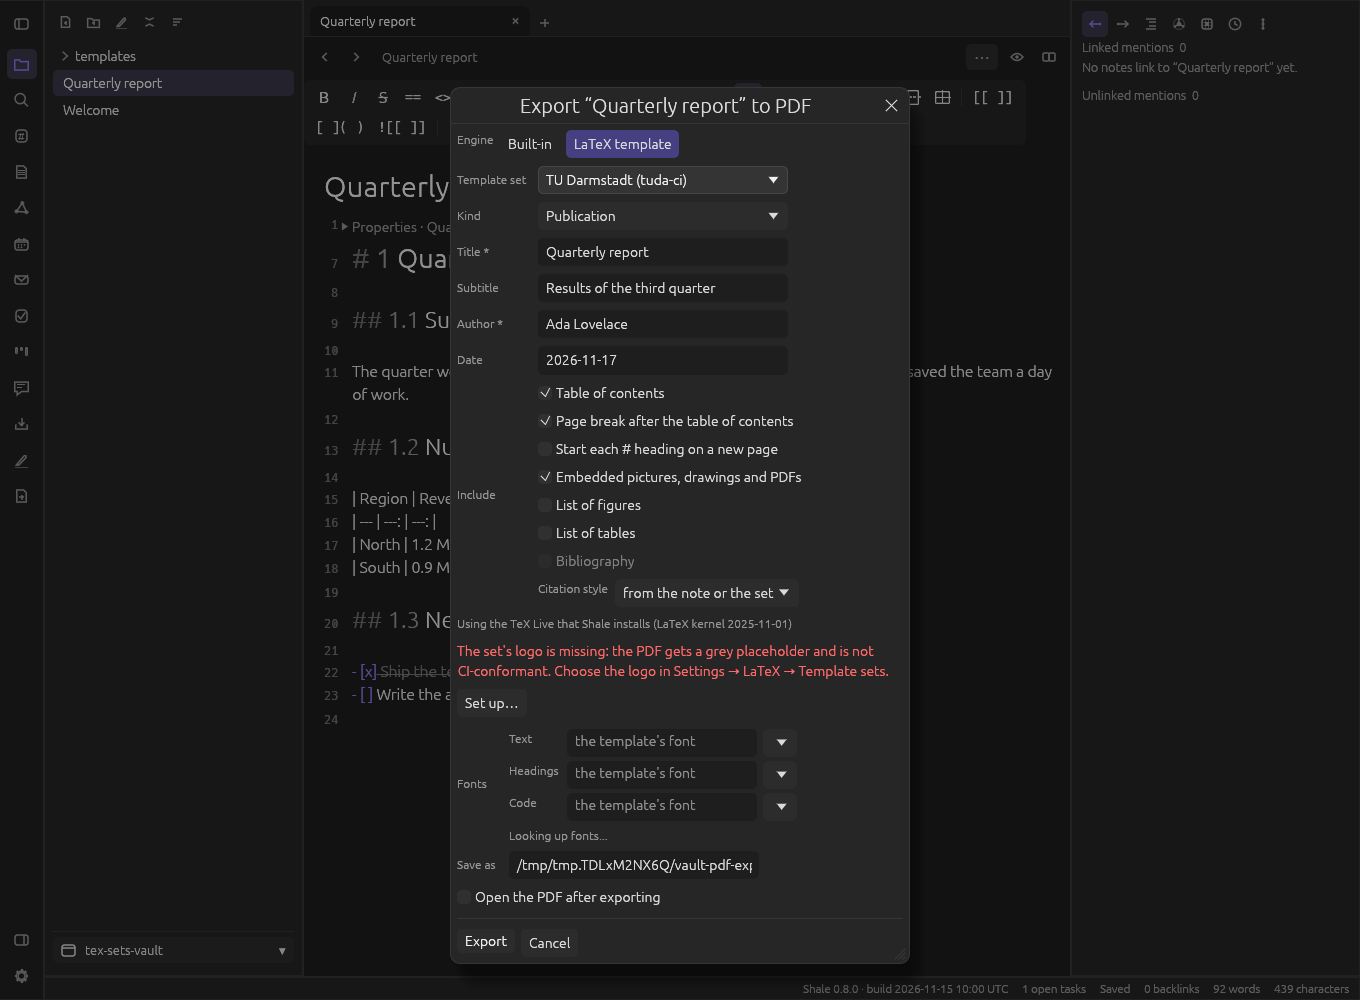 Quarterly report
templates
Quarterly report
Welcome
tex-sets-vault
Quarterly report
B I S == <>
[[ ]]
[ ]( ) ![[ ]]
Quarterly
1 Properties · Qua
7 # 1 Qua
8
9 ## 1.1 Su
10
11 The quarter w
saved the team a day
of work.
12
13 ## 1.2 Nu
14
15 | Region | Reve
16 | --- | ---: | ---: |
17 | North | 1.2 M
18 | South | 0.9 M
19
20 ## 1.3 Ne
21
22 - [x] Ship the te
23 - [ ] Write the a
24
Export “Quarterly report” to PDF
Engine Built-in LaTeX template
Template set TU Darmstadt (tuda-ci)
Kind Publication
Title * Quarterly report
Subtitle Results of the third quarter
Author * Ada Lovelace
Date 2026-11-17
Include
Table of contents
Page break after the table of contents
Start each # heading on a new page
Embedded pictures, drawings and PDFs
List of figures
List of tables
Bibliography
Citation style from the note or the set
Using the TeX Live that Shale installs (LaTeX kernel 2025-11-01)
The set's logo is missing: the PDF gets a grey placeholder and is not
CI-conformant. Choose the logo in Settings → LaTeX → Template sets.
Set up...
Fonts
Text the template's font
Headings the template's font
Code the template's font
Looking up fonts...
Save as /tmp/tmp.TDLxM2NX6Q/vault-pdf-exp
Open the PDF after exporting
Export Cancel
Linked mentions 0
No notes link to “Quarterly report” yet.
Unlinked mentions 0
Shale 0.8.0 · build 2026-11-15 10:00 UTC 1 open tasks Saved 0 backlinks 92 words 439 characters